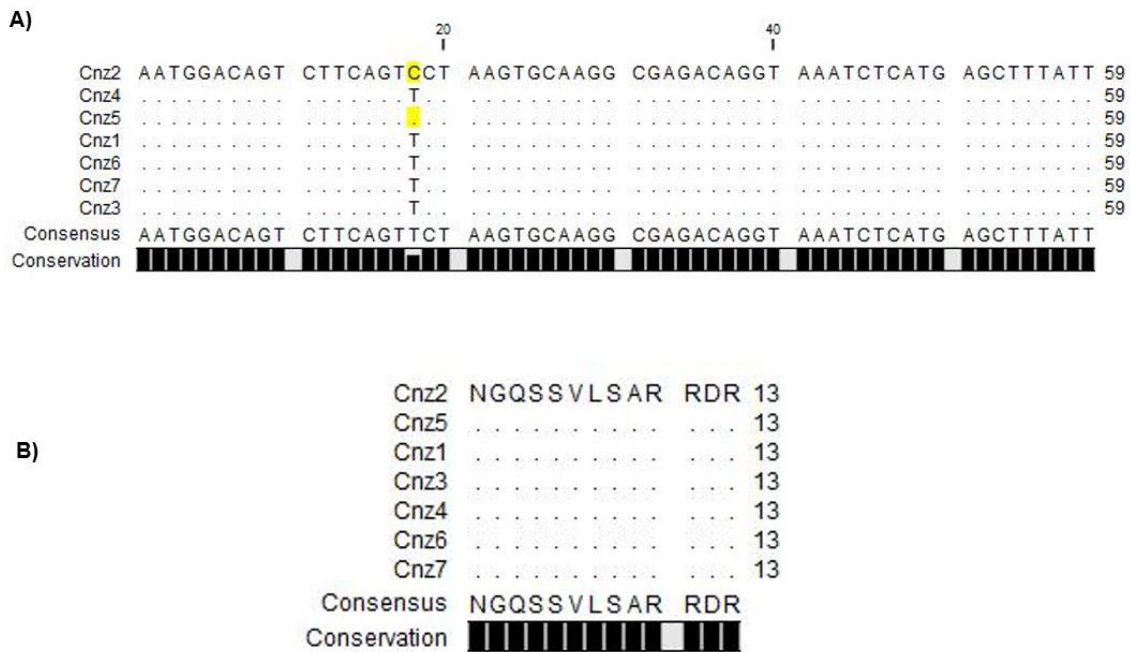 A)
20 40
Cnz2 AATGGACAGT CTTCAGTCCT AAGTGCAAGG CGAGACAGGT AAATCTCATG AGCTTTATT 59
Cnz4 . . . . . . . . . . . . . . . . . T . . . . . . . . . . . . . . . . . . . . . . . . . . . . . . . . . . . . . . . . . 59
Cnz5 . . . . . . . . . . . . . . . . . . . . . . . . . . . . . . . . . . . . . . . . . . . . . . . . . . . . . . . . . . . 59
Cnz1 . . . . . . . . . . . . . . . . . T . . . . . . . . . . . . . . . . . . . . . . . . . . . . . . . . . . . . . . . . . 59
Cnz6 . . . . . . . . . . . . . . . . . T . . . . . . . . . . . . . . . . . . . . . . . . . . . . . . . . . . . . . . . . . 59
Cnz7 . . . . . . . . . . . . . . . . . T . . . . . . . . . . . . . . . . . . . . . . . . . . . . . . . . . . . . . . . . . 59
Cnz3 . . . . . . . . . . . . . . . . . T . . . . . . . . . . . . . . . . . . . . . . . . . . . . . . . . . . . . . . . . . 59
Consensus AATGGACAGT CTTCAGTTCT AAGTGCAAGG CGAGACAGGT AAATCTCATG AGCTTTATT
Conservation
B)
Cnz2 NGQSSVLSAR RDR 13
Cnz5 . . . . . . . . . . . . . 13
Cnz1 . . . . . . . . . . . . . 13
Cnz3 . . . . . . . . . . . . . 13
Cnz4 . . . . . . . . . . . . . 13
Cnz6 . . . . . . . . . . . . . 13
Cnz7 . . . . . . . . . . . . . 13
Consensus NGQSSVLSAR RDR
Conservation